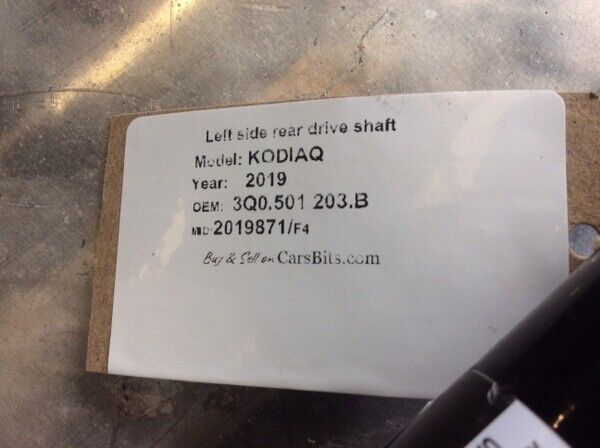 Left side rear drive shaft
Model: KODIAQ
Year: 2019
OEM: 3Q0.501 203.B
MID:2019871/F4
Buy & Sell on CarsBits.com